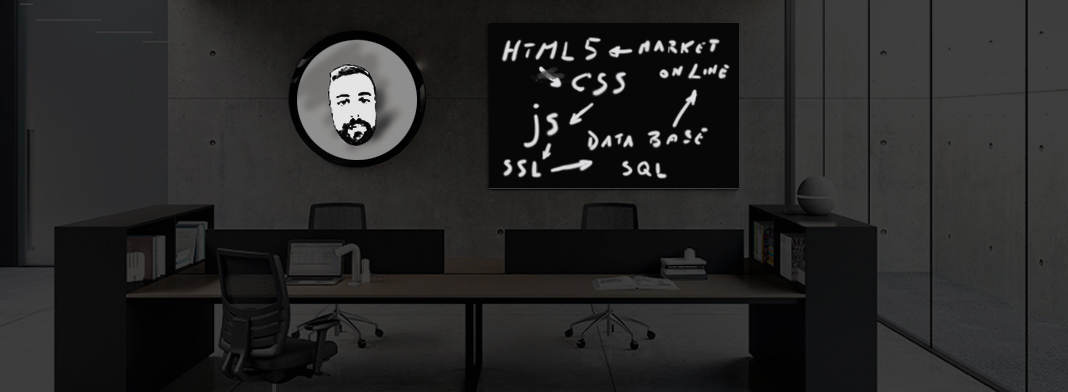 HTML5 ← MARKET
ON LINE
CSS
js
DATA BASE
SSL → SQL